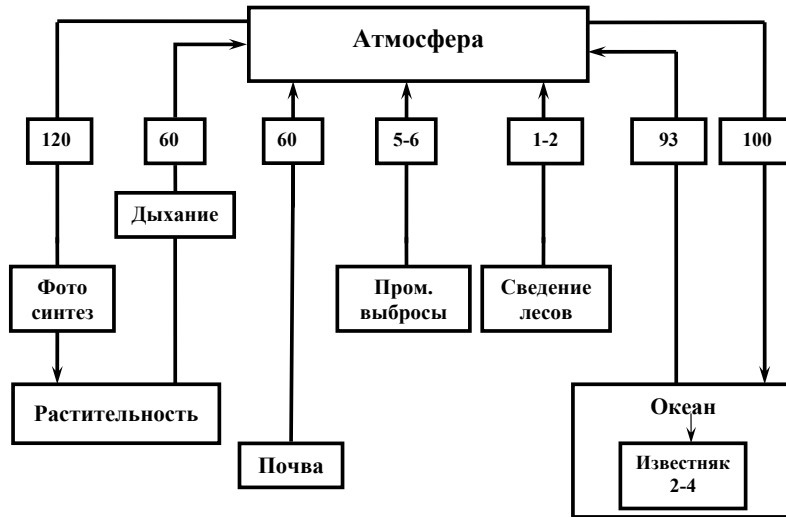 Атмосфера
120
60
60
5-6
1-2
93
100
Дыхание
Фото
синтез
Пром.
выбросы
Сведение
лесов
Растительность
Почва
Океан
Известняк
2-4